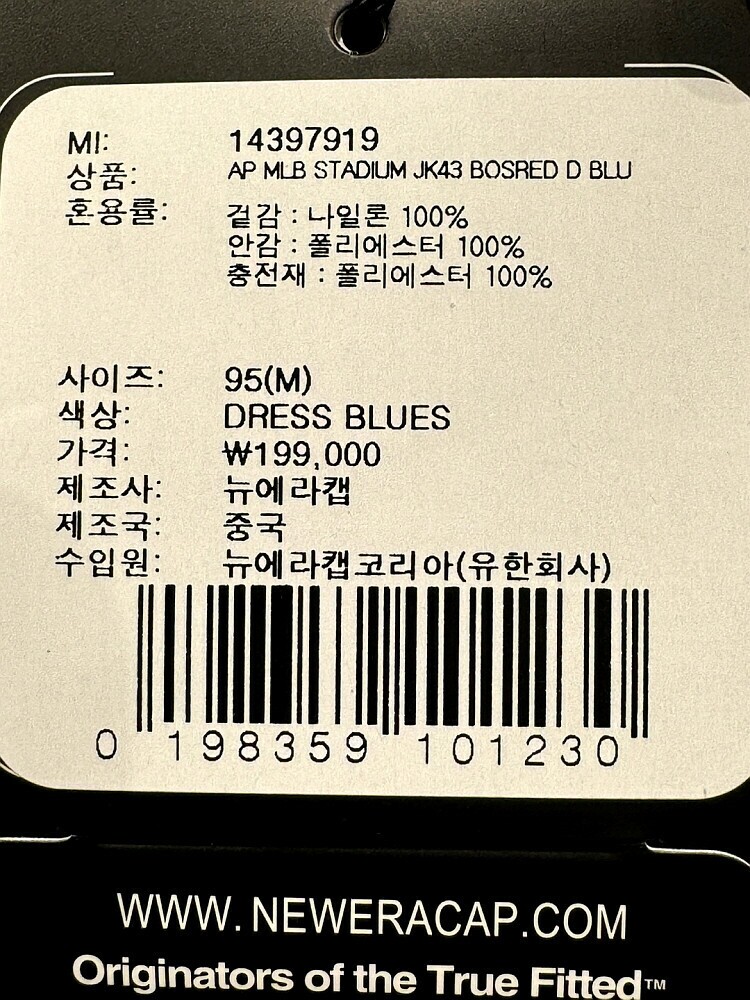 MI: 14397919
상품: AP MLB STADIUM JK43 BOSRED D BLU
혼용률: 겉감 : 나일론 100%
안감 : 폴리에스터 100%
충전재 : 폴리에스터 100%
사이즈: 95(M)
색상: DRESS BLUES
가격: ₩199,000
제조사: 뉴에라캡
제조국: 중국
수입원: 뉴에라캡코리아(유한회사)
0 198359 101230
WWW.NEWERACAP.COM
Originators of the True Fitted™